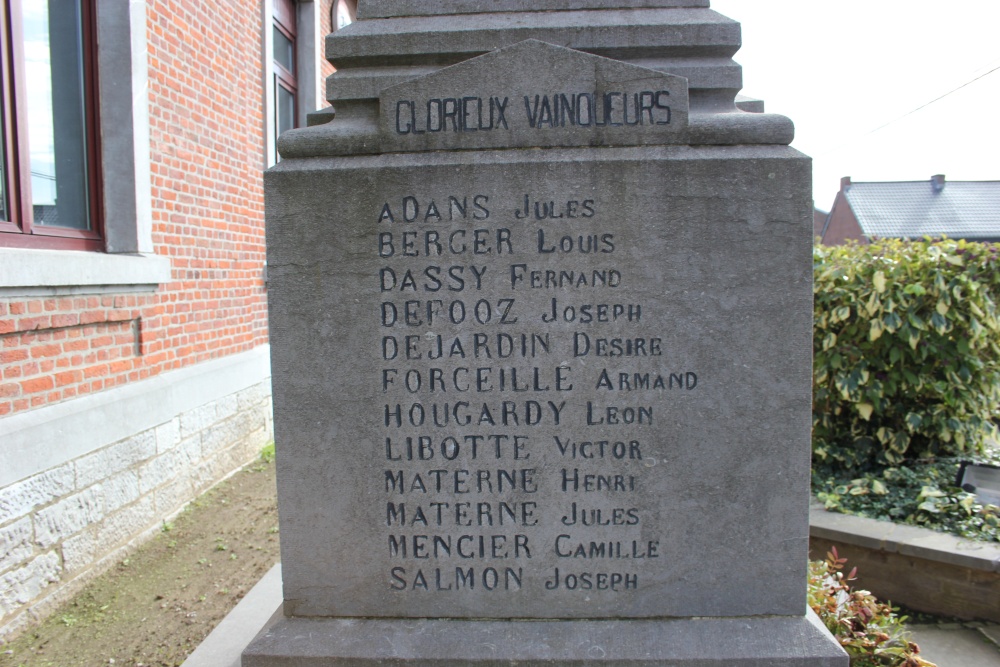 GLORIEUX VAINQUEURS
ADANS JULES
BERGER LOUIS
DASSY FERNAND
DEFOOZ JOSEPH
DEJARDIN DESIRE
FORCEILLE ARMAND
HOUGARDY LEON
LIBOTTE VICTOR
MATERNE HENRI
MATERNE JULES
MENCIER CAMILLE
SALMON JOSEPH